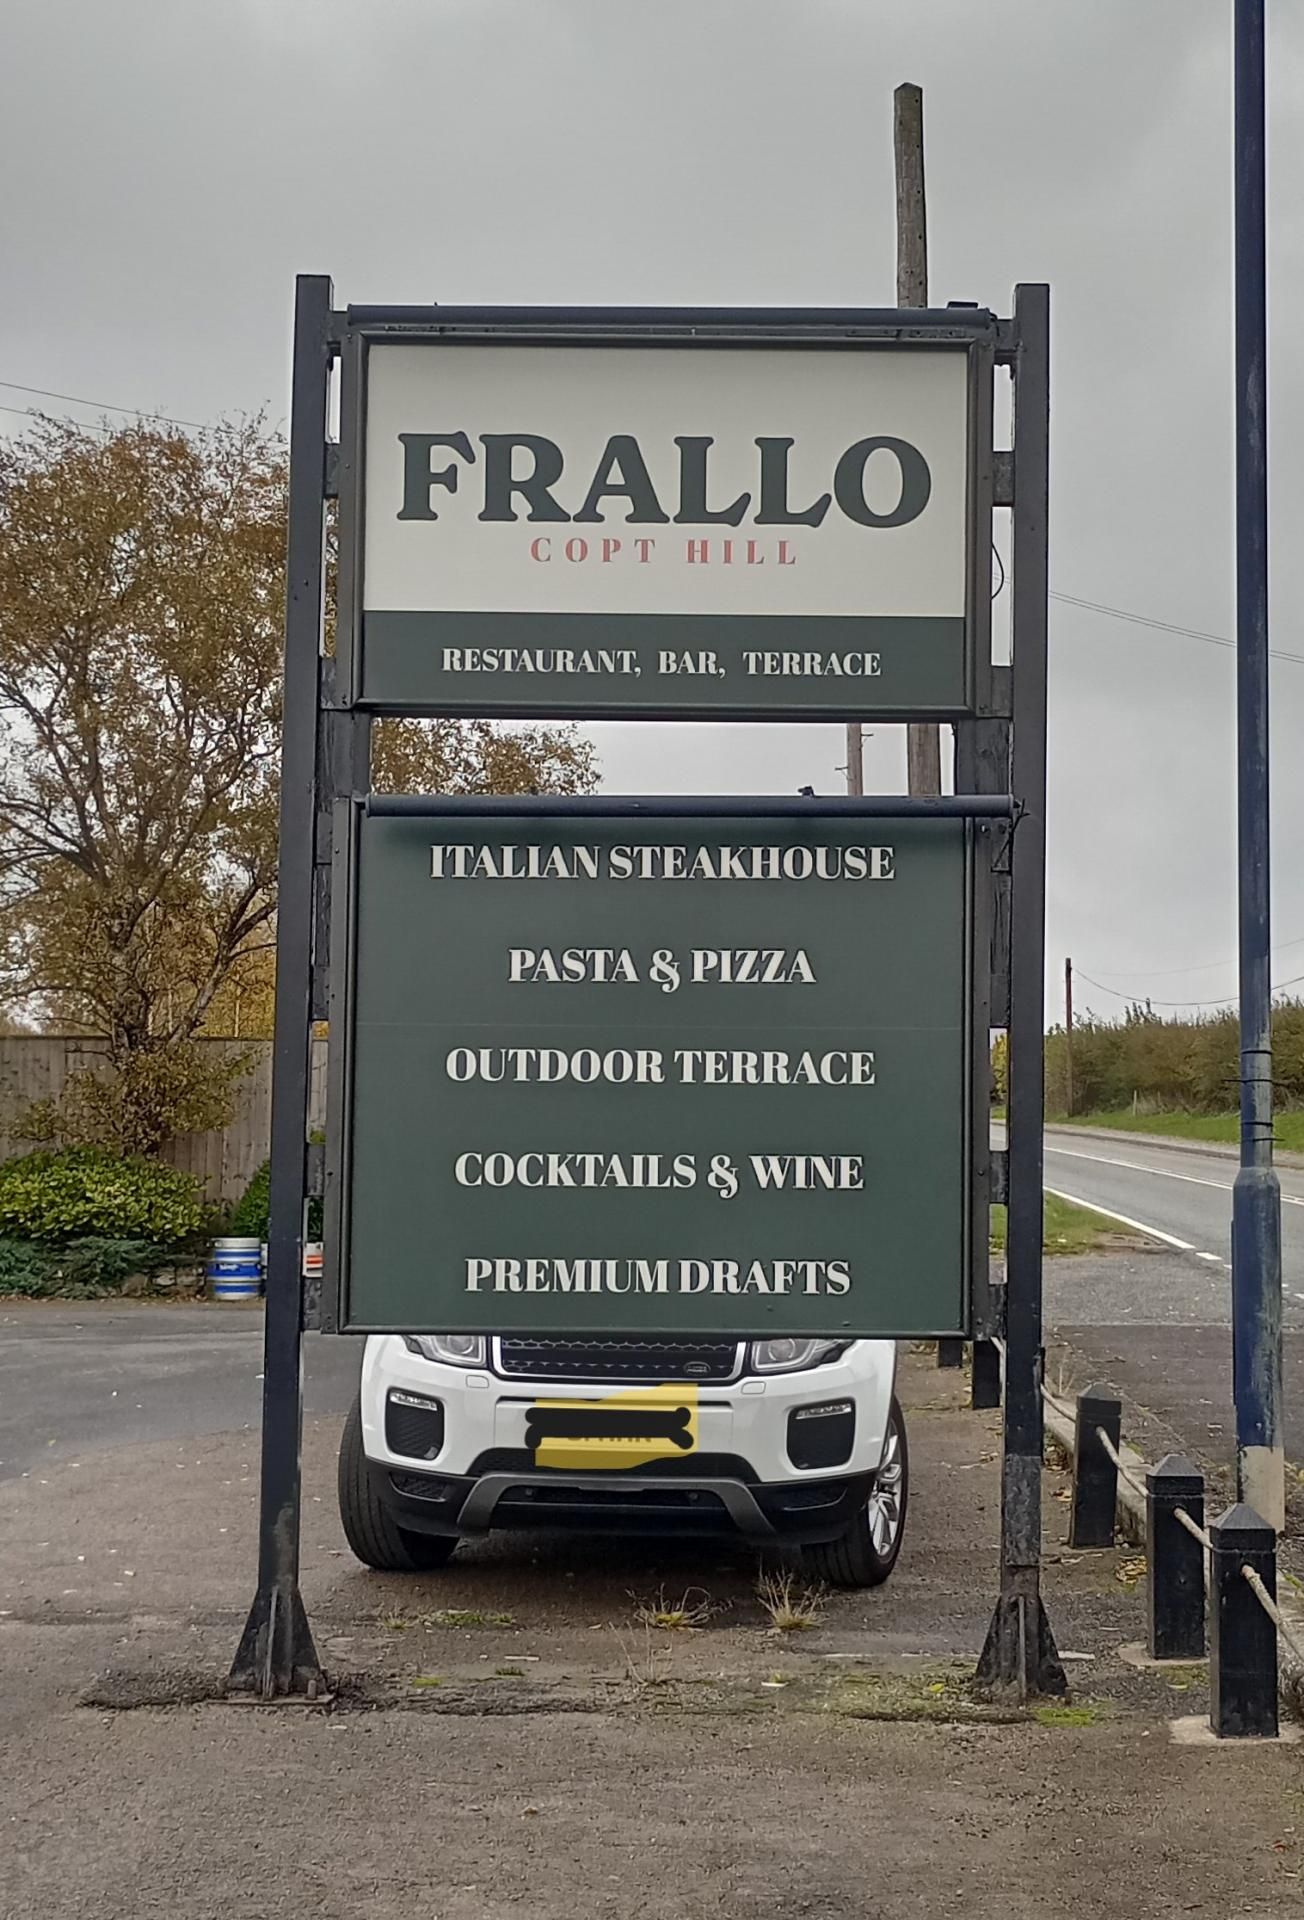 FRALLO
COPT HILL
RESTAURANT, BAR, TERRACE
ITALIAN STEAKHOUSE
PASTA & PIZZA
OUTDOOR TERRACE
COCKTAILS & WINE
PREMIUM DRAFTS